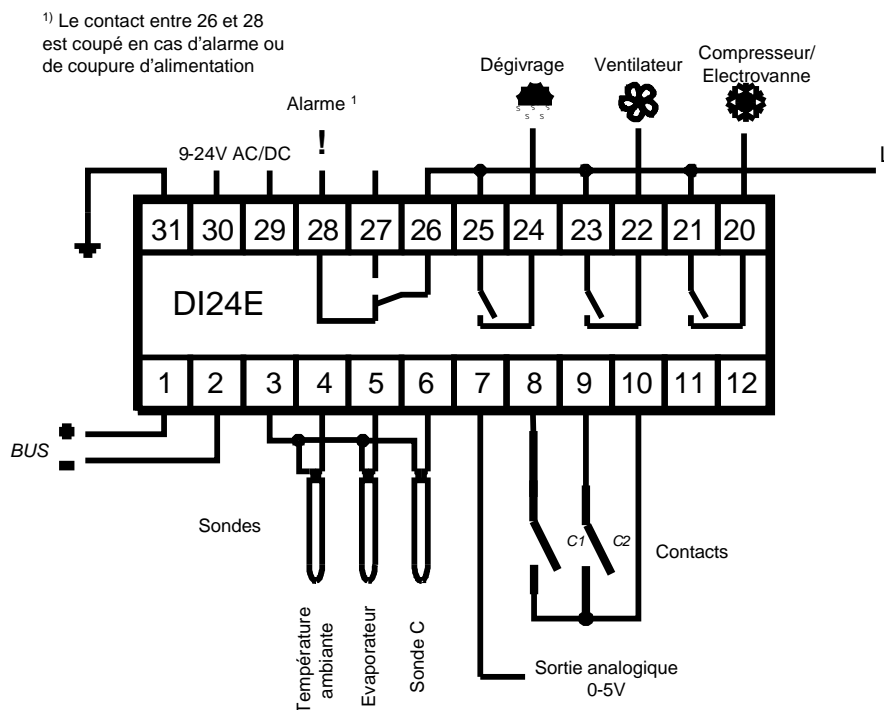 1) Le contact entre 26 et 28
est coupé en cas d'alarme ou
de coupure d'alimentation
Dégivrage
Ventilateur
Compresseur/
Electrovanne
Alarme 1
!
9-24V AC/DC
L
31 30 29 28 27 26 25 24 23 22 21 20
DI24E
1 2 3 4 5 6 7 8 9 10 11 12
BUS
Sondes
C1
C2
Contacts
Température
ambiante
Evaporateur
Sonde C
Sortie analogique
0-5V